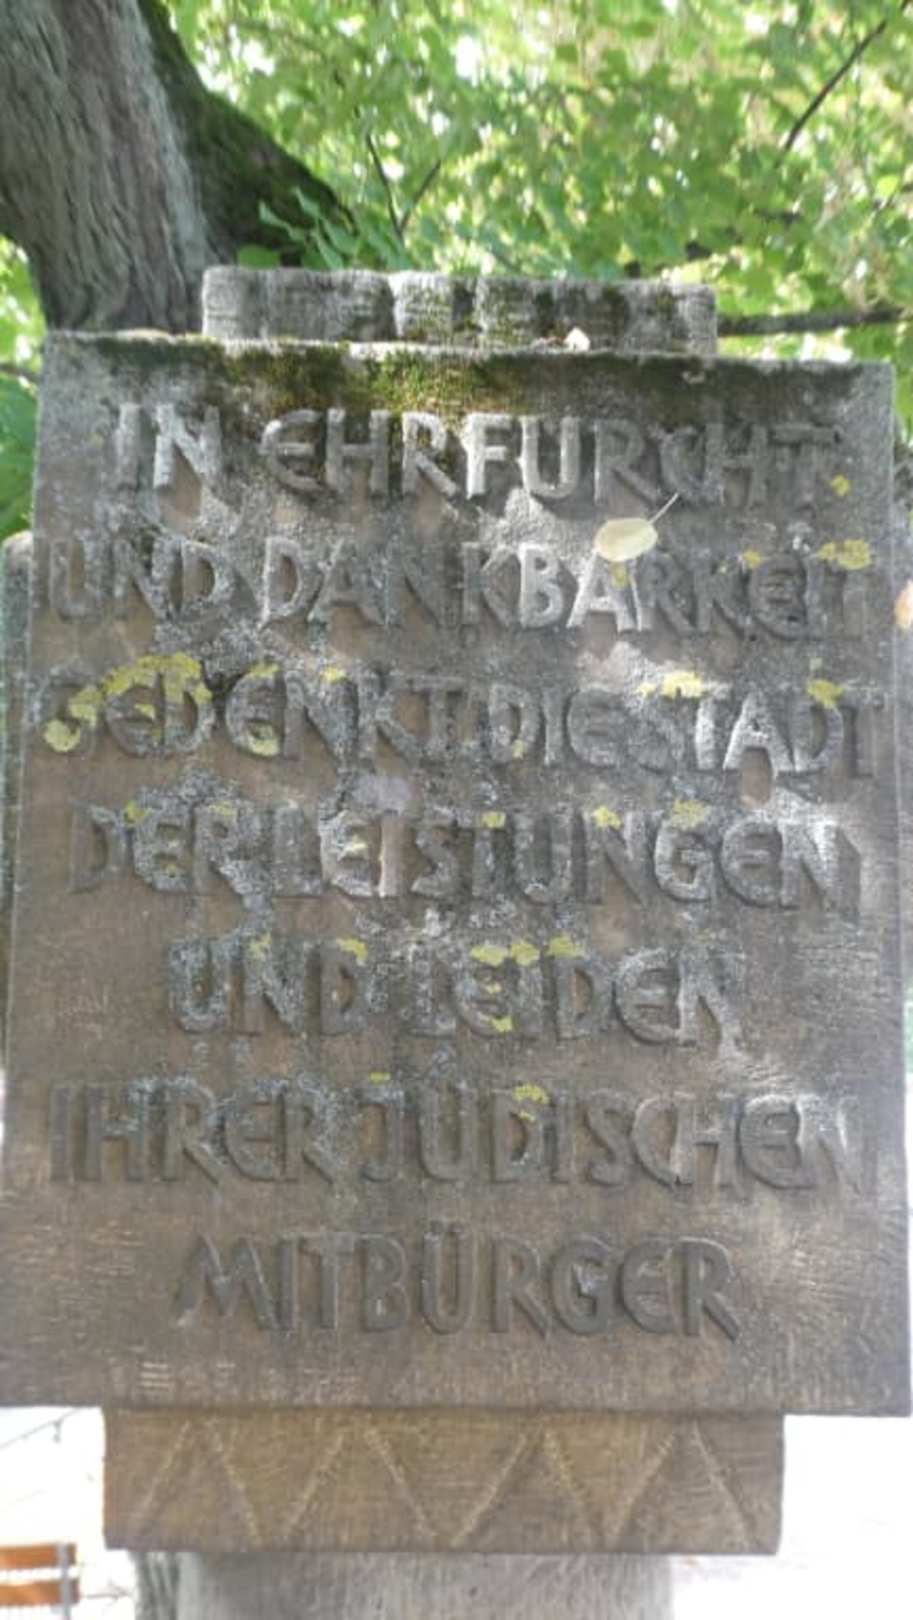 IN EHRFURCHT
UND DANKBARKEIT
GEDENKT DIE STADT
DER LEISTUNGEN
UND LEIDEN
IHRER JÜDISCHEN
MITBÜRGER